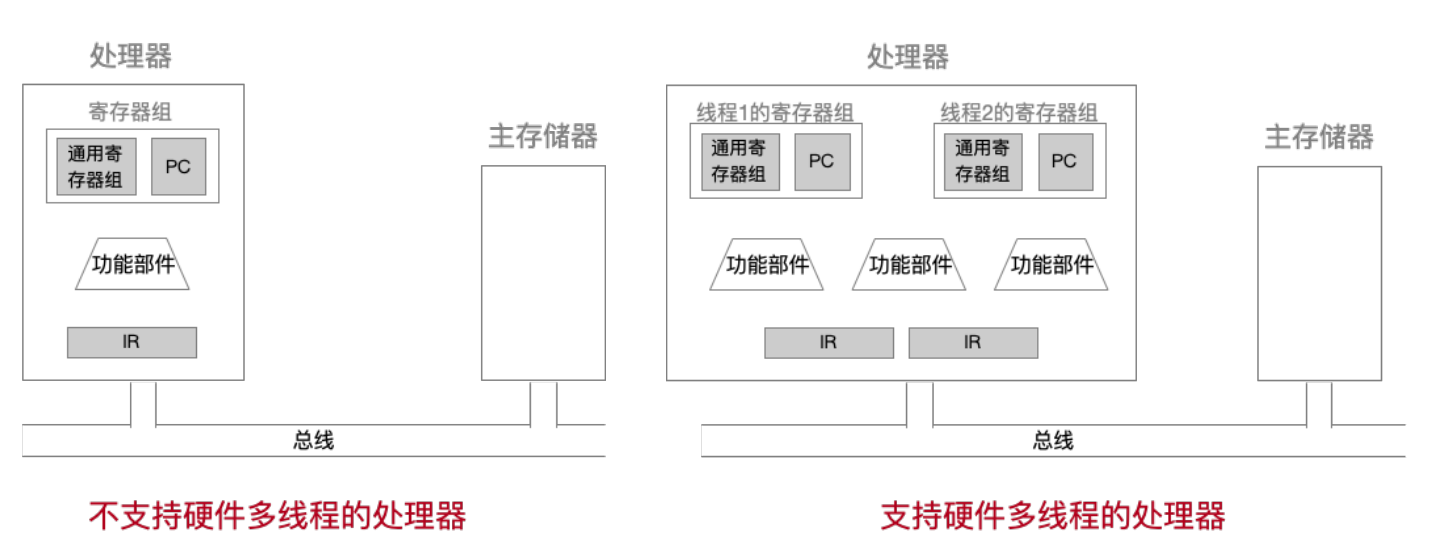 处理器
寄存器组
通用寄
存器组
PC
功能部件
IR
主存储器
总线
不支持硬件多线程的处理器
处理器
线程1的寄存器组
通用寄
存器组
PC
线程2的寄存器组
通用寄
存器组
PC
功能部件
功能部件
功能部件
IR
IR
主存储器
总线
支持硬件多线程的处理器